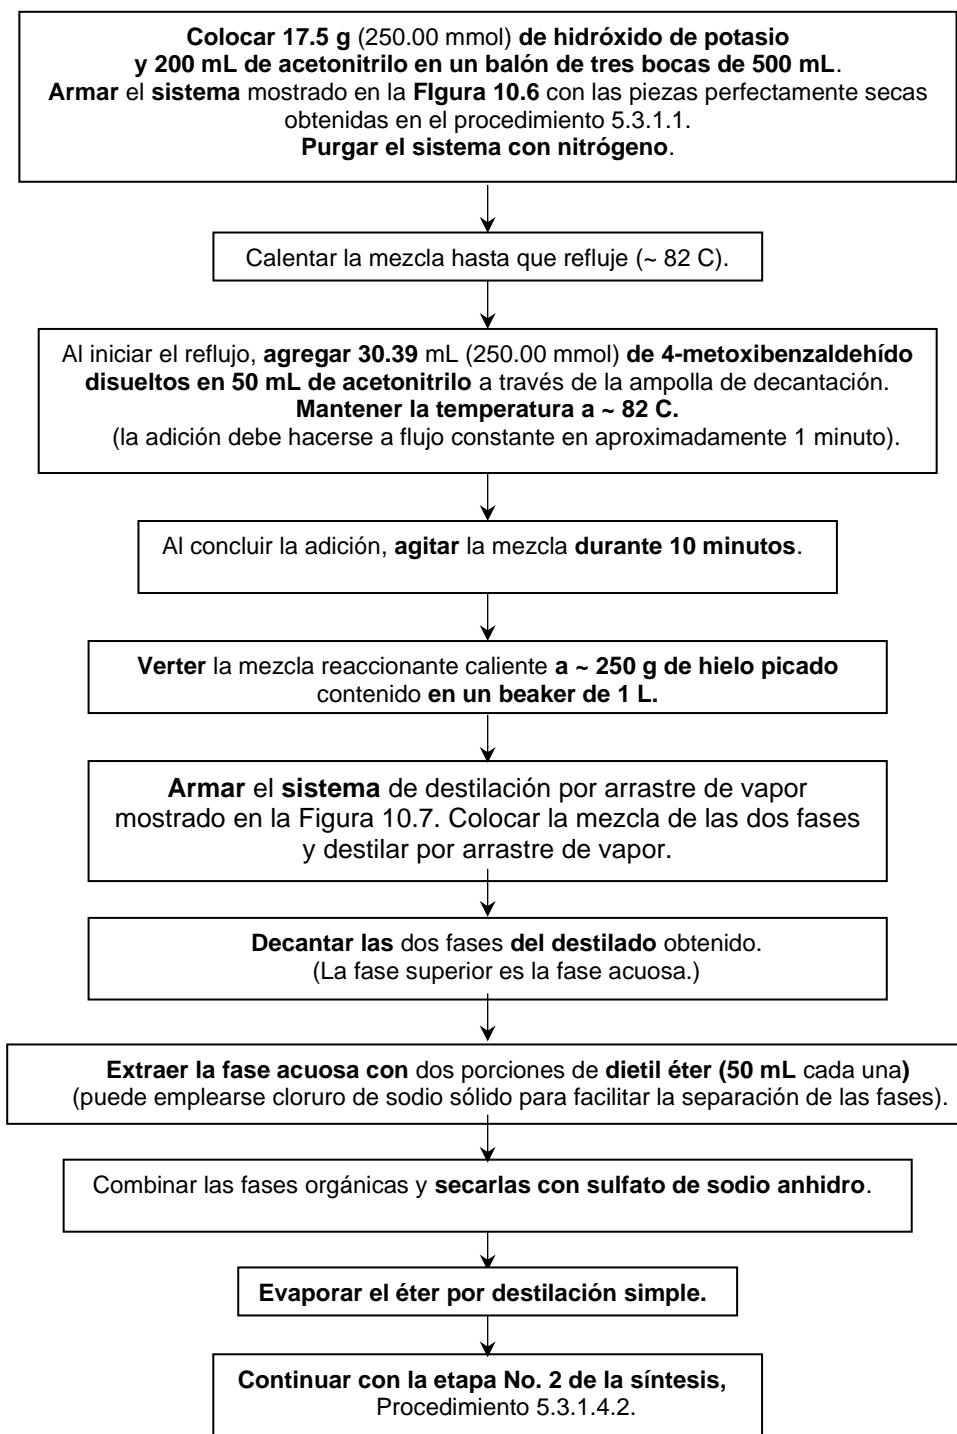 Colocar 17.5 g (250.00 mmol) de hidróxido de potasio
y 200 mL de acetonitrilo en un balón de tres bocas de 500 mL.
Armar el sistema mostrado en la FIgura 10.6 con las piezas perfectamente secas
obtenidas en el procedimiento 5.3.1.1.
Purgar el sistema con nitrógeno.
Calentar la mezcla hasta que refluje (~ 82 C).
Al iniciar el reflujo, agregar 30.39 mL (250.00 mmol) de 4-metoxibenzaldehído
disueltos en 50 mL de acetonitrilo a través de la ampolla de decantación.
Mantener la temperatura a ~ 82 C.
(la adición debe hacerse a flujo constante en aproximadamente 1 minuto).
Al concluir la adición, agitar la mezcla durante 10 minutos.
Verter la mezcla reaccionante caliente a ~ 250 g de hielo picado
contenido en un beaker de 1 L.
Armar el sistema de destilación por arrastre de vapor
mostrado en la Figura 10.7. Colocar la mezcla de las dos fases
y destilar por arrastre de vapor.
Decantar las dos fases del destilado obtenido.
(La fase superior es la fase acuosa.)
Extraer la fase acuosa con dos porciones de dietil éter (50 mL cada una)
(puede emplearse cloruro de sodio sólido para facilitar la separación de las fases).
Combinar las fases orgánicas y secarlas con sulfato de sodio anhidro.
Evaporar el éter por destilación simple.
Continuar con la etapa No. 2 de la síntesis,
Procedimiento 5.3.1.4.2.